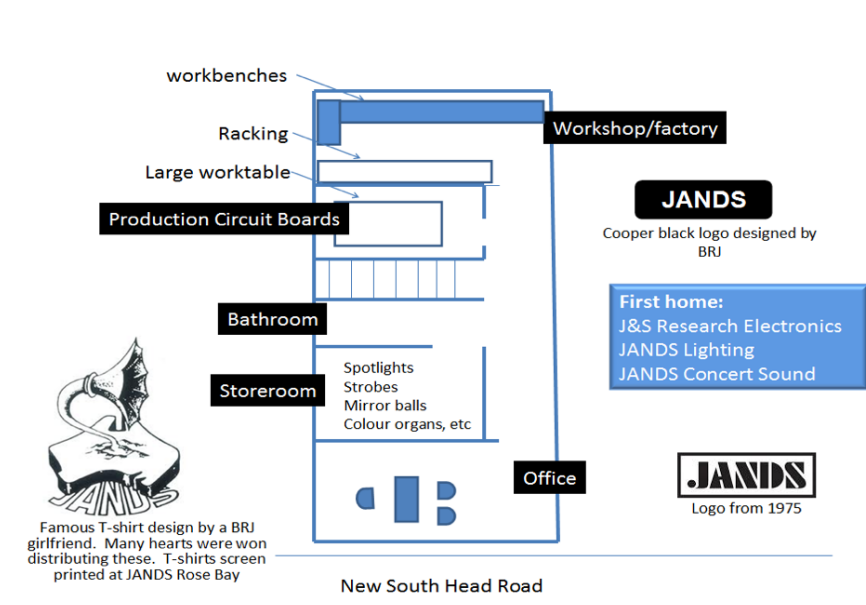 workbenches
Workshop/factory
Racking
Large worktable
Production Circuit Boards
JANDS
Cooper black logo designed by
BRJ
First home:
J&S Research Electronics
JANDS Lighting
JANDS Concert Sound
Bathroom
Storeroom
Spotlights
Strobes
Mirror balls
Colour organs, etc
Office
JANDS
Logo from 1975
JANDS
Famous T-shirt design by a BRJ
girlfriend.  Many hearts were won
distributing these.  T-shirts screen
printed at JANDS Rose Bay
New South Head Road